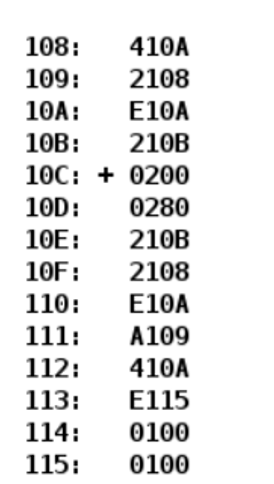 108: 410A
109: 2108
10A: E10A
10B: 210B
10C: + 0200
10D: 0280
10E: 210B
10F: 2108
110: E10A
111: A109
112: 410A
113: E115
114: 0100
115: 0100